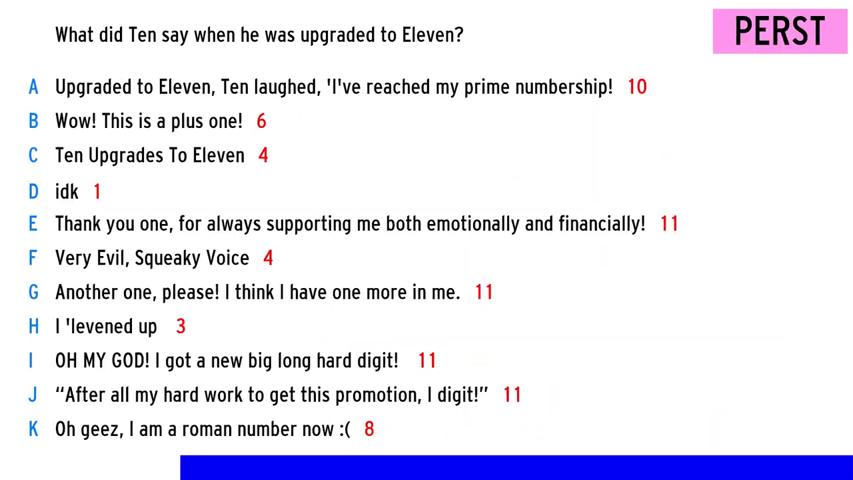 What did Ten say when he was upgraded to Eleven?
PERST
A Upgraded to Eleven, Ten laughed, 'I've reached my prime numbership! 10
B Wow! This is a plus one! 6
C Ten Upgrades To Eleven 4
D idk 1
E Thank you one, for always supporting me both emotionally and financially! 11
F Very Evil, Squeaky Voice 4
G Another one, please! I think I have one more in me. 11
H I 'levened up 3
I OH MY GOD! I got a new big long hard digit! 11
J “After all my hard work to get this promotion, I digit!” 11
K Oh geez, I am a roman number now :( 8